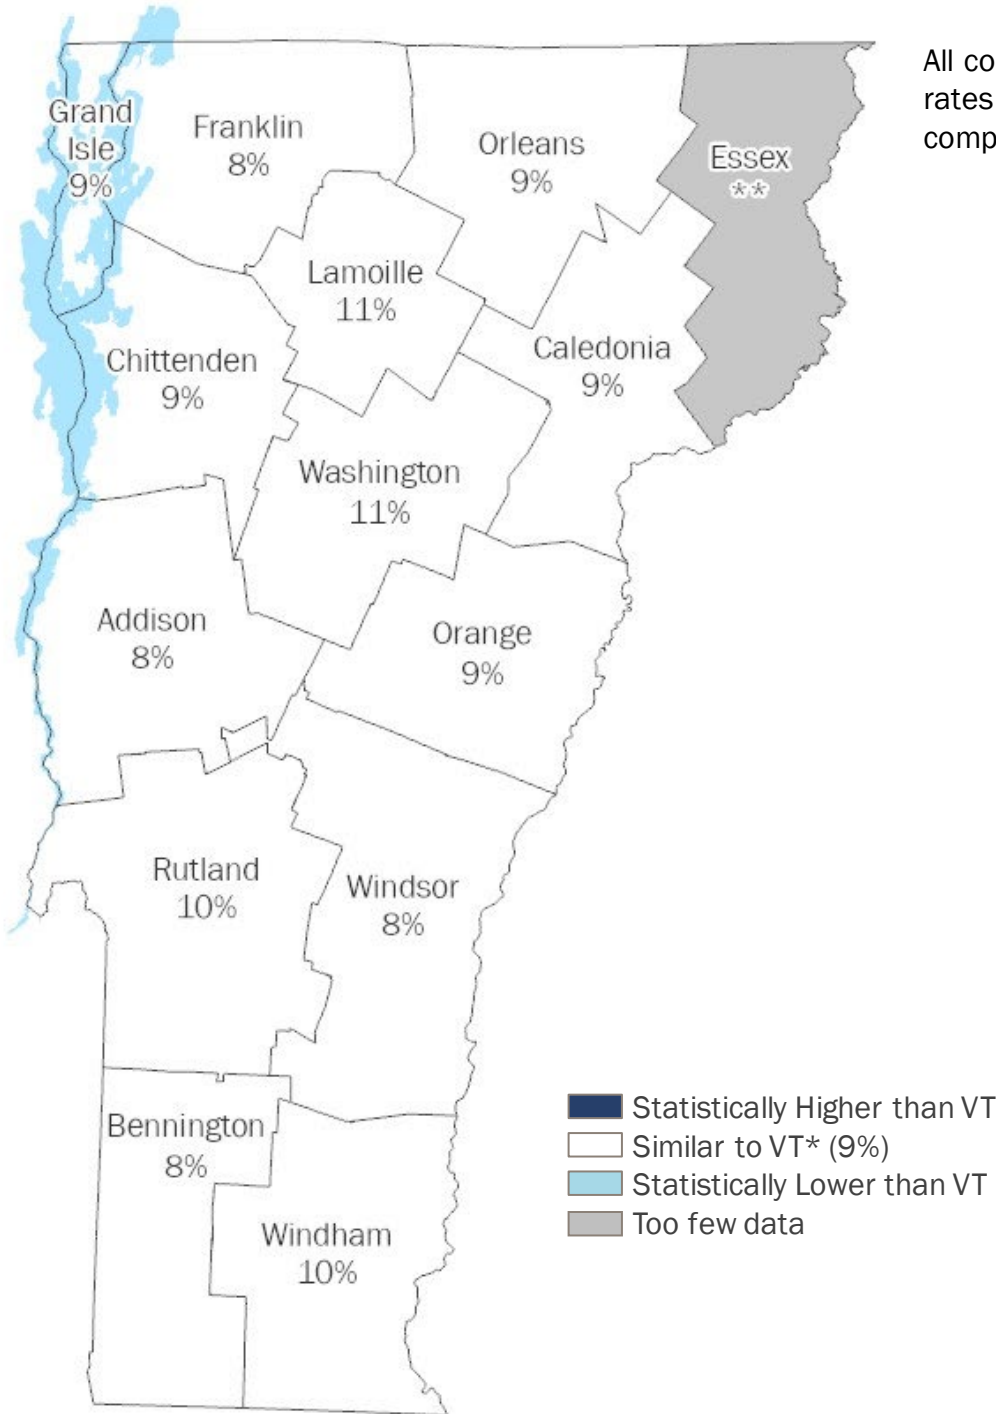 All co
rates
comp
Grand
Isle
9%
Franklin
8%
Orleans
9%
Essex
**
Lamoille
11%
Chittenden
9%
Caledonia
9%
Washington
11%
Addison
8%
Orange
9%
Rutland
10%
Windsor
8%
Bennington
8%
Windham
10%
Statistically Higher than VT
Similar to VT* (9%)
Statistically Lower than VT
Too few data